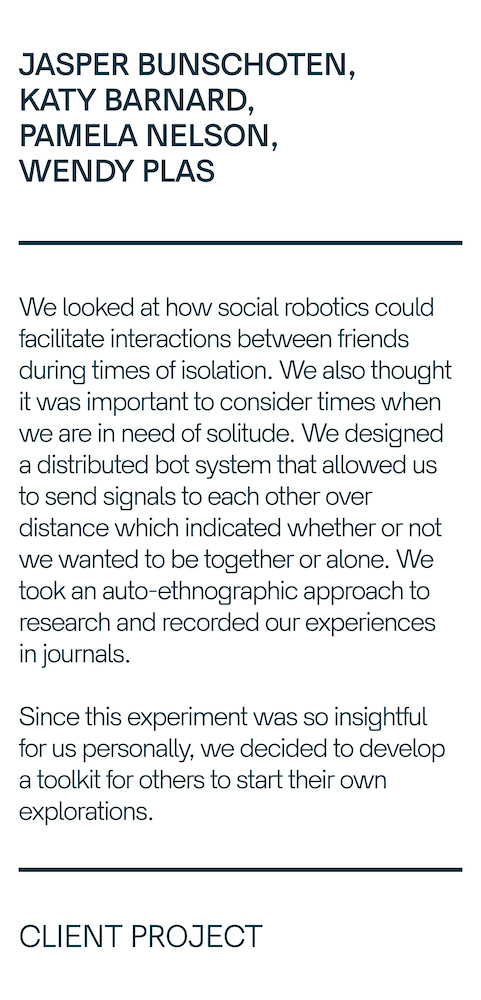 JASPER BUNSCHOTEN,
KATY BARNARD,
PAMELA NELSON,
WENDY PLAS
We looked at how social robotics could
facilitate interactions between friends
during times of isolation. We also thought
it was important to consider times when
we are in need of solitude. We designed
a distributed bot system that allowed us
to send signals to each other over
distance which indicated whether or not
we wanted to be together or alone. We
took an auto-ethnographic approach to
research and recorded our experiences
in journals.
Since this experiment was so insightful
for us personally, we decided to develop
a toolkit for others to start their own
explorations.
CLIENT PROJECT